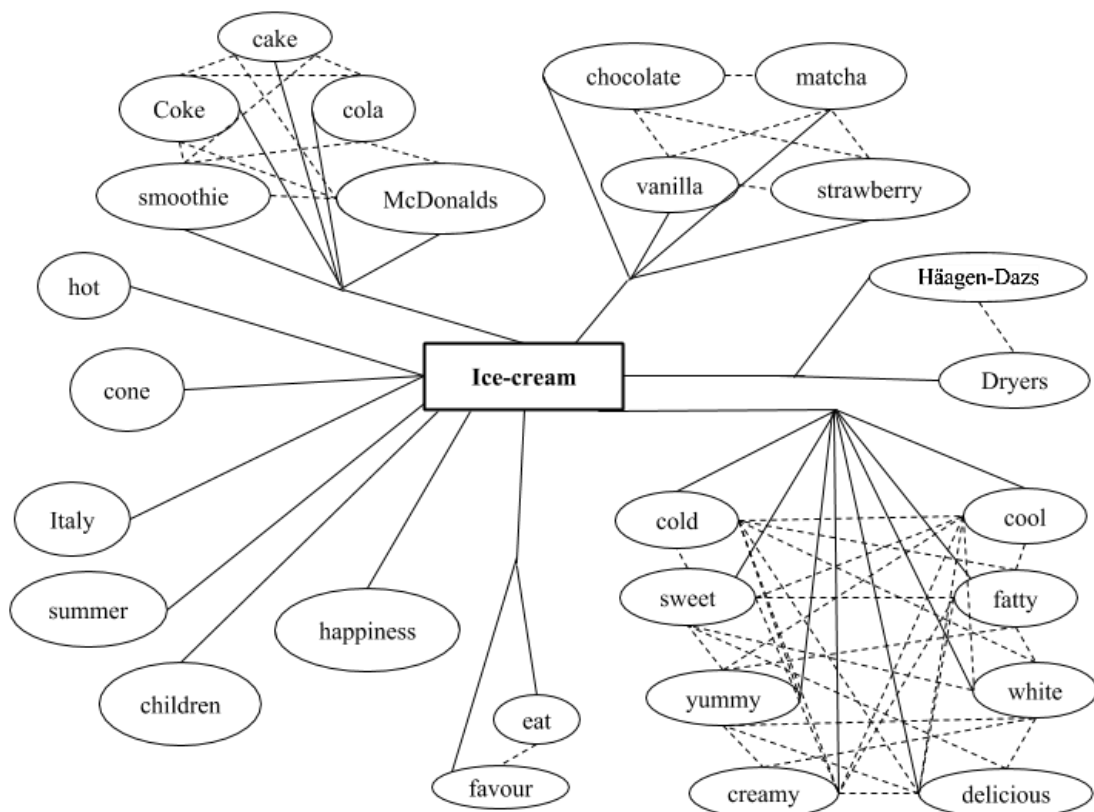 cake
Coke
cola
smoothie
McDonalds
chocolate
matcha
vanilla
strawberry
Häagen-Dazs
Dryers
hot
cone
Ice-cream
Italy
summer
children
happiness
eat
favour
cold
cool
sweet
fatty
yummy
white
creamy
delicious